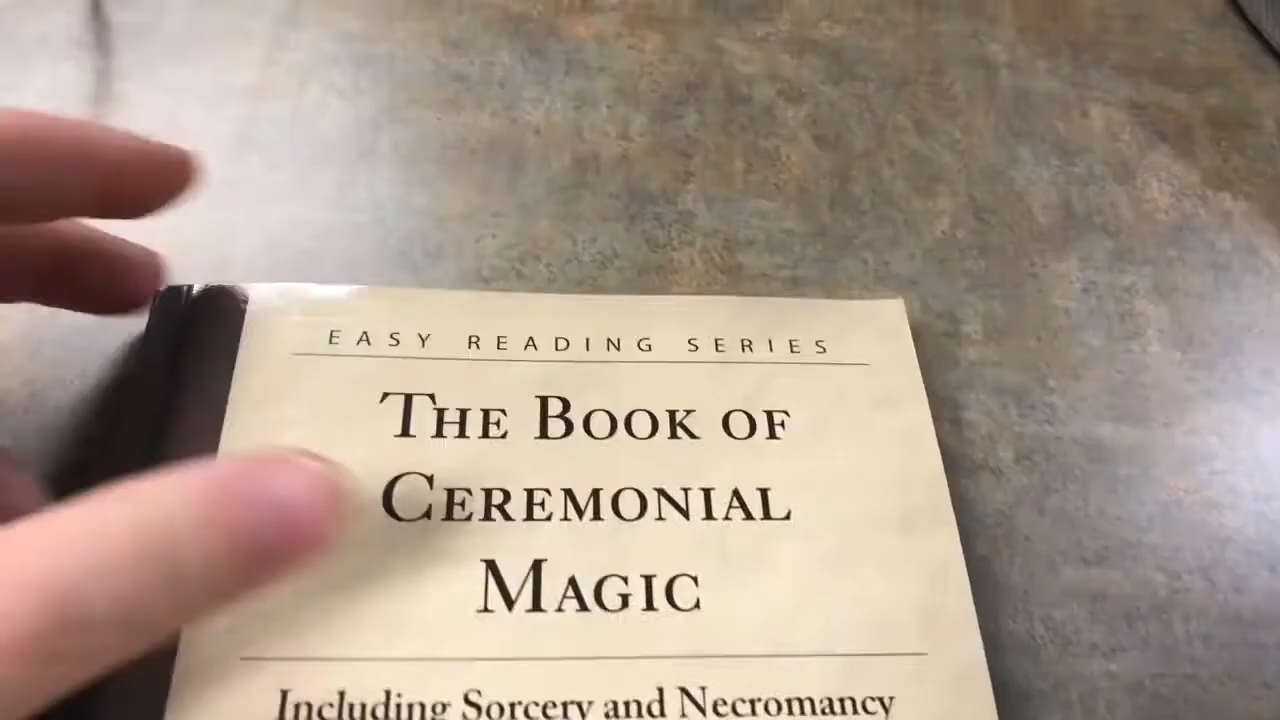 EASY READING SERIES
THE BOOK OF
CEREMONIAL
MAGIC
Including Sorcery and Necromancy